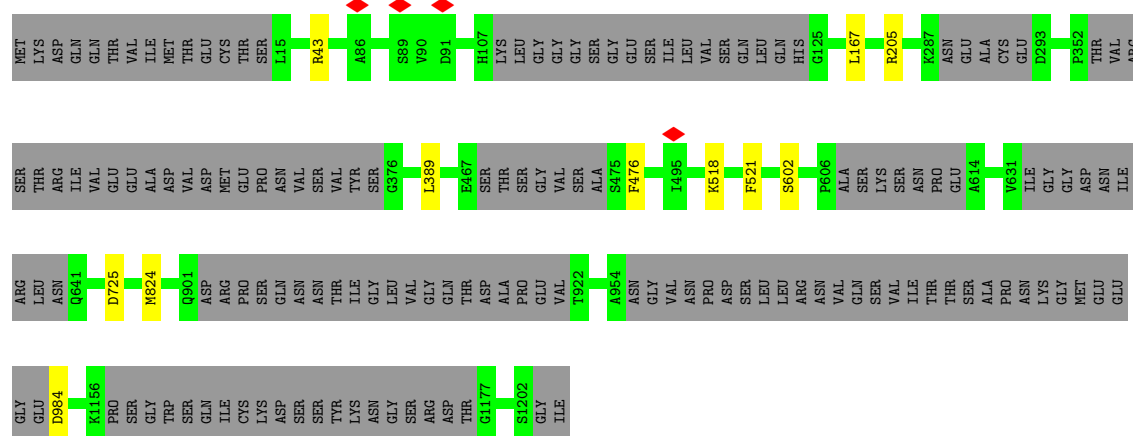 MET LYS ASP GLN GLN THR VAL ILE MET THR GLU CYS THR SER L15 R43 A86 S89 V90 D91 H107 LYS LEU GLY GLY GLY SER GLY GLU SER ILE LEU VAL SER GLN LEU GLN HIS G125 L167 R205 K287 ASN GLU ALA CYS GLU D293 P352 THR VAL ARG
SER THR ARG ILE VAL GLU GLU ALA ASP VAL ASP MET GLU PRO ASN VAL SER VAL TYR SER G376 L389 E467 SER THR SER GLY VAL SER ALA S475 F476 I495 K518 F521 S602 P606 ALA SER LYS SER ASN PRO GLU A614 V631 ILE GLY GLY ASP ASN ILE
ARG LEU ASN Q641 D725 M824 Q901 ASP ARG PRO SER GLN ASN ASN THR ILE GLY LEU VAL GLY GLN THR ASP ALA PRO GLU VAL T922 A954 ASN GLY VAL ASN PRO ASP SER LEU LEU ARG ASN VAL GLN SER VAL ILE THR THR SER ALA PRO ASN LYS GLY MET GLU GLU
GLY GLU D984 K1156 PRO SER GLY TRP SER GLN ILE CYS LYS ASP SER SER TYR LYS ASN GLY SER ARG ASP THR G1177 S1202 GLY ILE